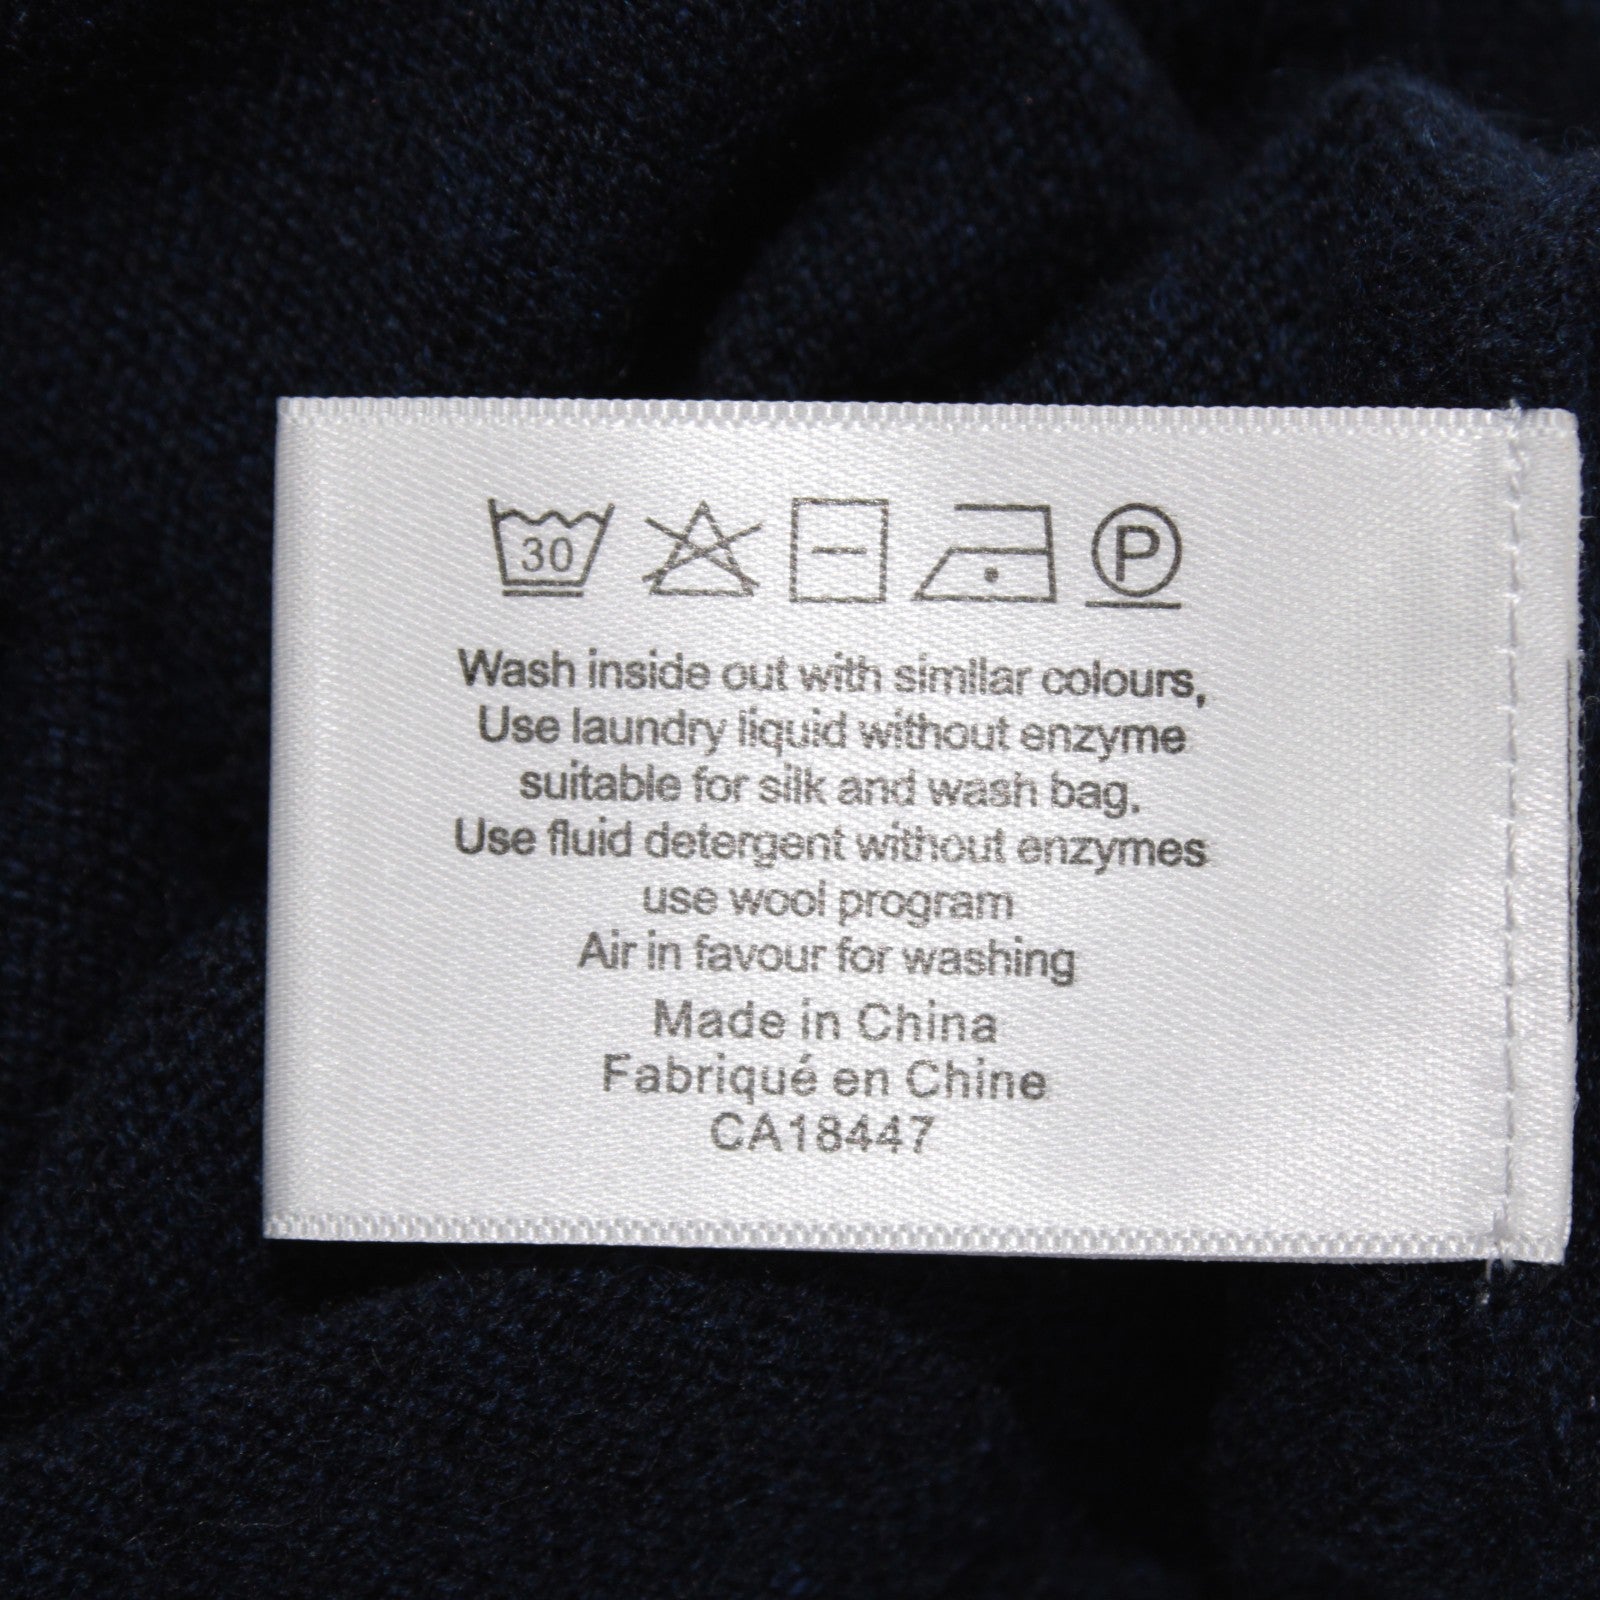 30 P
Wash inside out with similar colours,
Use laundry liquid without enzyme
suitable for silk and wash bag.
Use fluid detergent without enzymes
use wool program
Air in favour for washing
Made in China
Fabriqué en Chine
CA18447